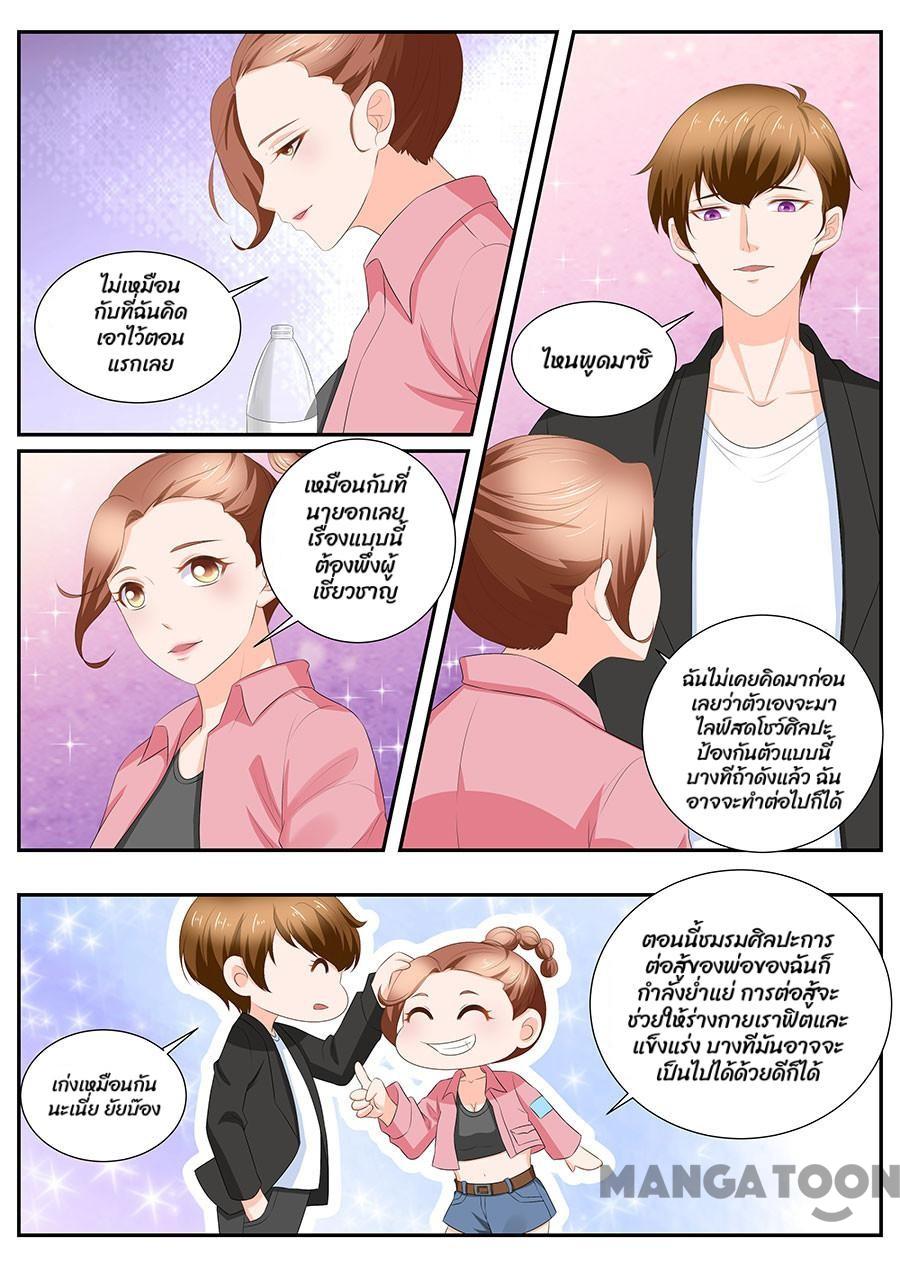 ไม่เหมือน
กับที่ฉันคิด
เอาไว้ตอน
แรกเลย
ไหนพูดมาซิ
เหมือนกับที่
นายอกเลย
เรื่องแบบนี้
ต้องพึ่งผู้
เชี่ยวชาญ
ฉันไม่เคยคิดมาก่อน
เลยว่าตัวเองจะมา
ไลฟ์สดโชว์ศิลปะ
ป้องกันตัวแบบนี้
บางทีถ้าดังแล้ว ฉัน
อาจจะทำต่อไปก็ได้
ตอนนี้ชมรมศิลปะการ
ต่อสู้ของพ่อของฉันก็
กำลังย่ำแย่ การต่อสู้จะ
ช่วยให้ร่างกายเราฟิตและ
แข็งแร่ง บางทีมันอาจจะ
เป็นไปได้ด้วยดีก็ได้
เก่งเหมือนกัน
นะเนี่ย ยัยบ๊อง
MANGATOON